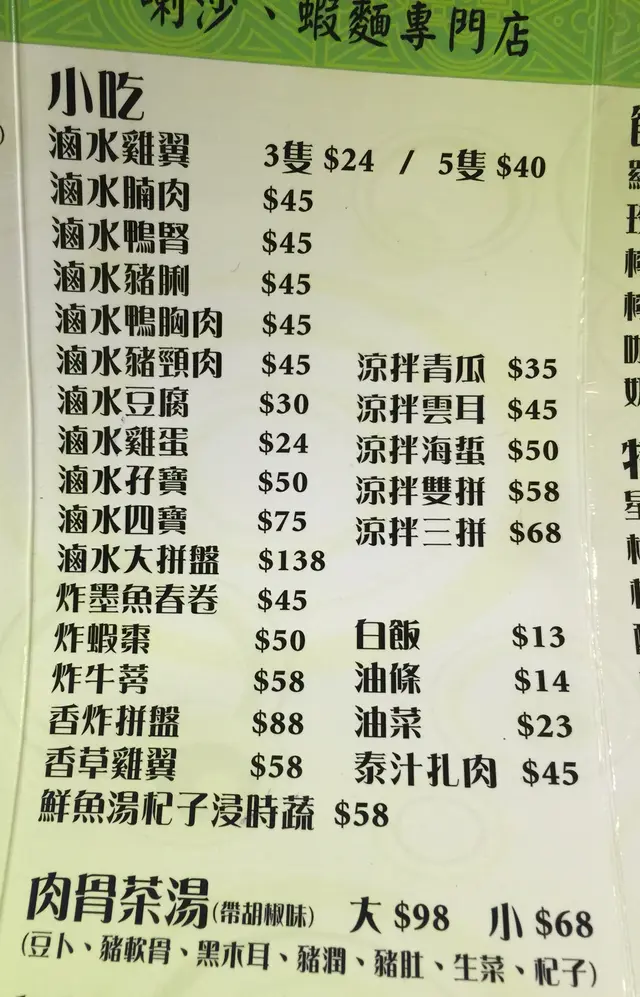 喇沙、蝦麵專門店
小吃
滷水雞翼 3隻 $24 / 5隻 $40
滷水腩肉 $45
滷水鴨腎 $45
滷水豬脷 $45
滷水鴨胸肉 $45
滷水豬頸肉 $45
滷水豆腐 $30
滷水雞蛋 $24
滷水孖寶 $50
滷水四寶 $75
滷水大拼盤 $138
炸墨魚春卷 $45
炸蝦棗 $50
炸牛蒡 $58
香炸拼盤 $88
香草雞翼 $58
鮮魚湯杞子浸時蔬 $58
涼拌青瓜 $35
涼拌雲耳 $45
涼拌海蜇 $50
涼拌雙拼 $58
涼拌三拼 $68
白飯 $13
油條 $14
油菜 $23
泰汁扎肉 $45
肉骨茶湯(帶胡椒味) 大 $98 小 $68
(豆卜、豬軟骨、黑木耳、豬潤、豬肚、生菜、杞子)